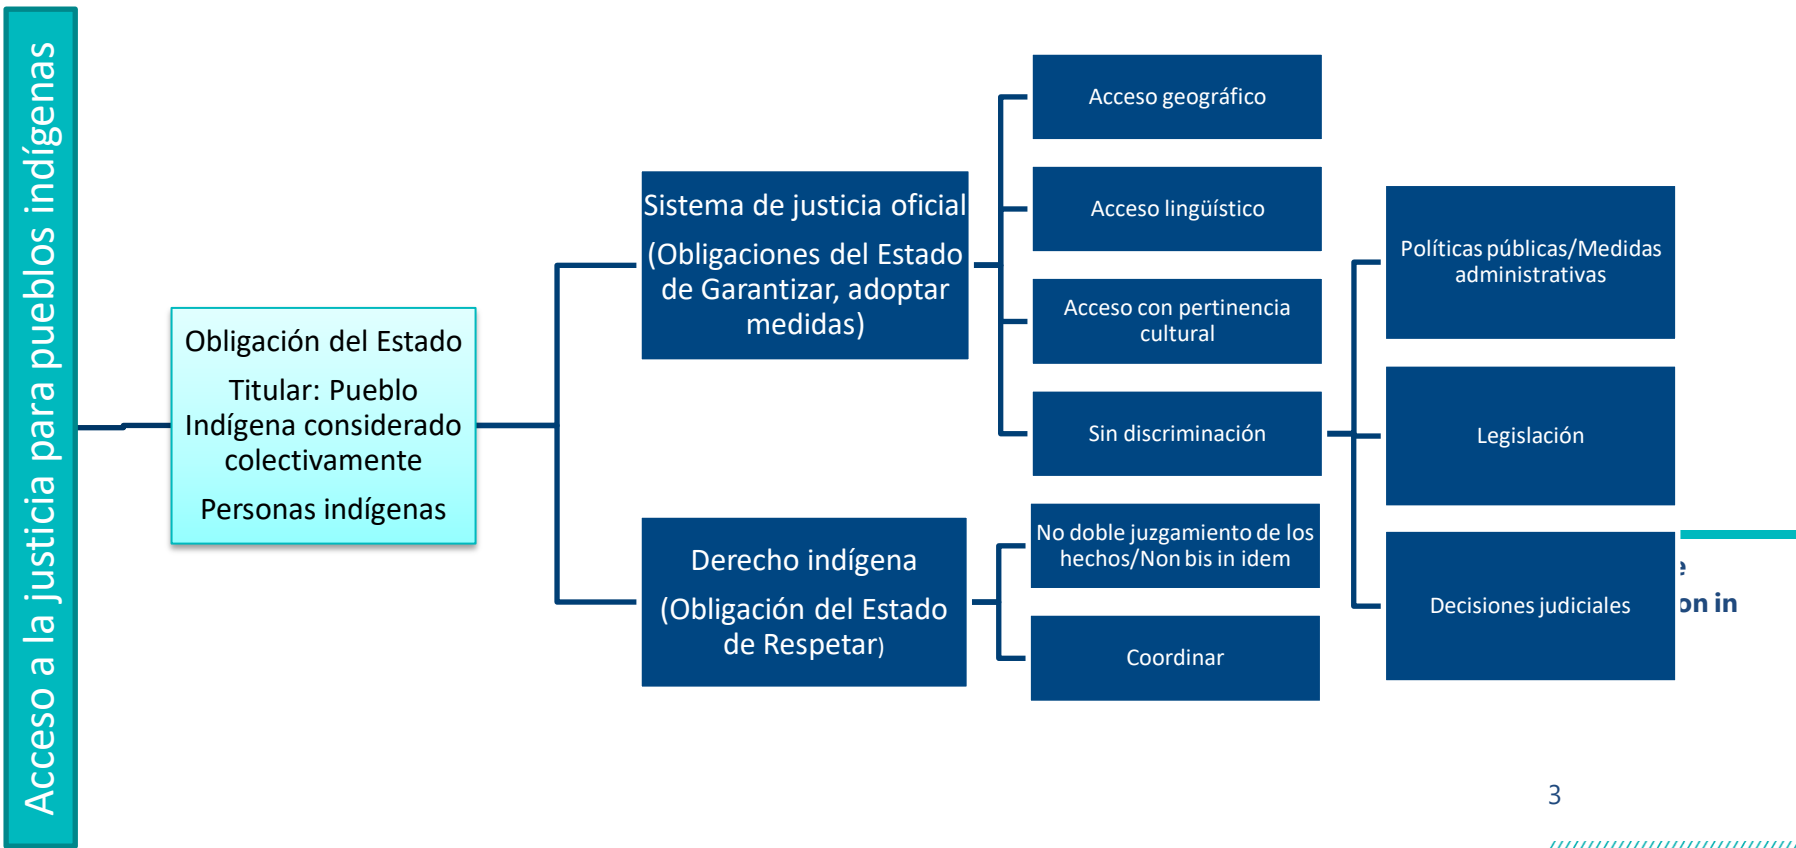 Acceso a la justicia para pueblos indígenas
Obligación del Estado
Titular: Pueblo
Indígena considerado
colectivamente
Personas indígenas
Sistema de justicia oficial
(Obligaciones del Estado
de Garantizar, adoptar
medidas)
Derecho indígena
(Obligación del Estado
de Respetar)
Acceso geográfico
Acceso lingüístico
Acceso con pertinencia
cultural
Sin discriminación
No doble juzgamiento de los
hechos/Non bis in idem
Coordinar
Políticas públicas/Medidas
administrativas
Legislación
Decisiones judiciales
in
3